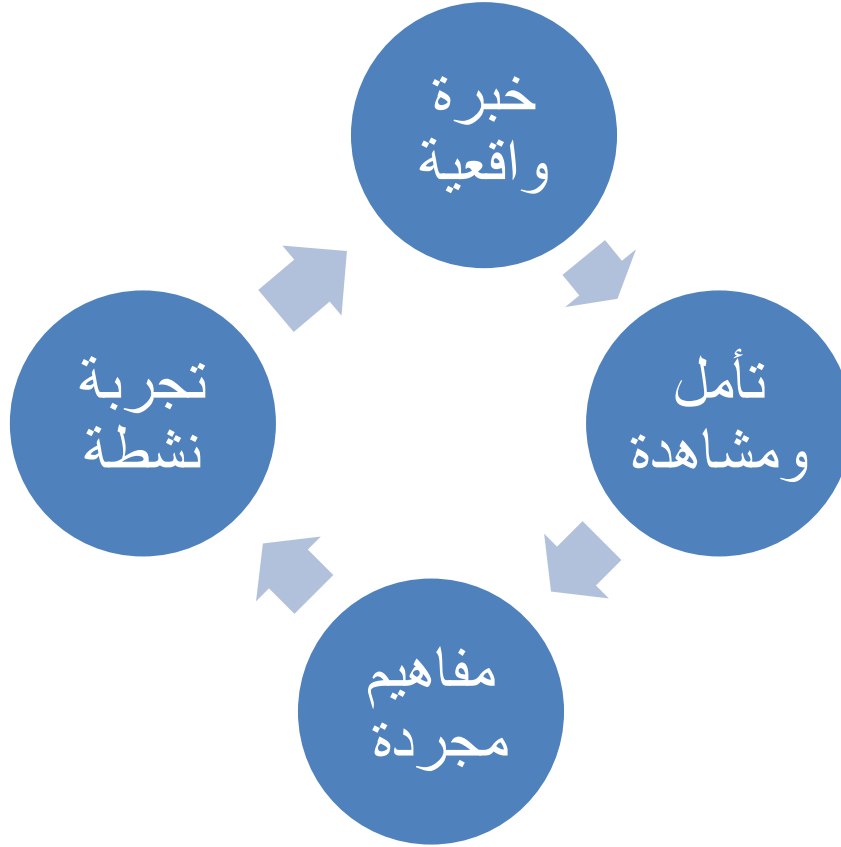 خبرة
واقعية
تأمل
ومشاهدة
مفاهيم
مجردة
تجربة
نشطة